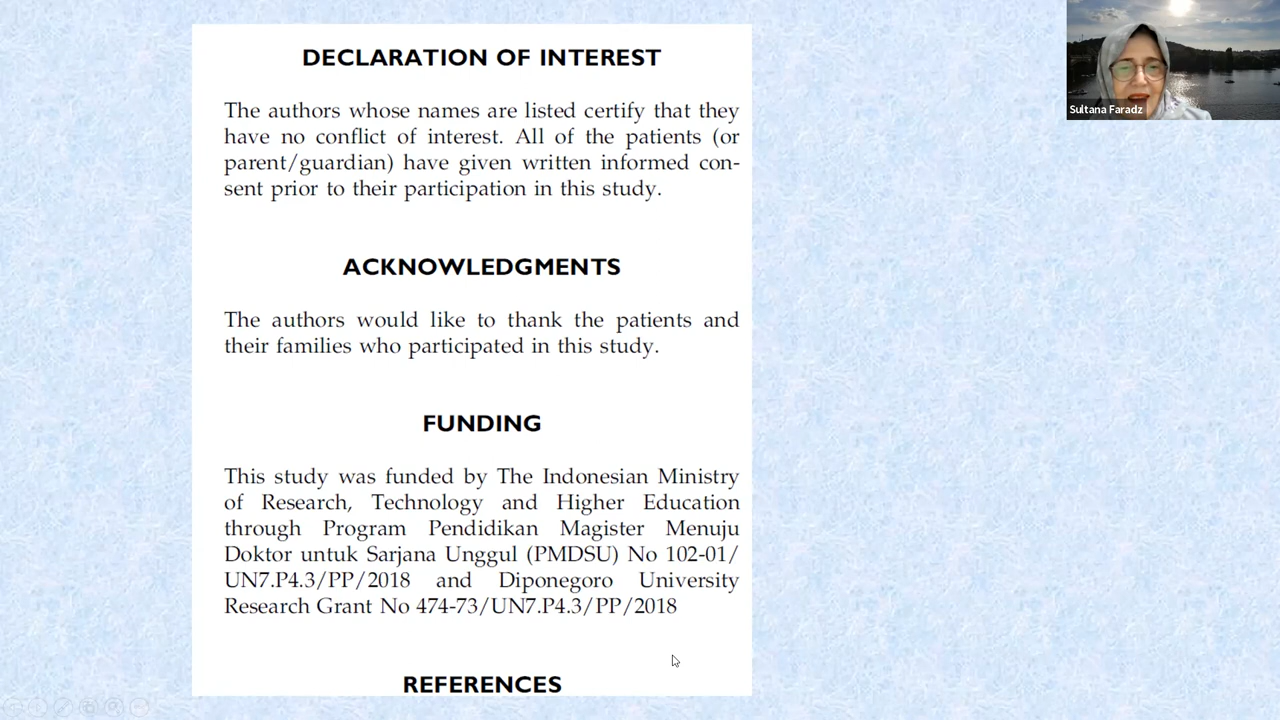 DECLARATION OF INTEREST
The authors whose names are listed certify that they
have no conflict of interest. All of the patients (or
parent/guardian) have given written informed con-
sent prior to their participation in this study.
ACKNOWLEDGMENTS
The authors would like to thank the patients and
their families who participated in this study.
FUNDING
This study was funded by The Indonesian Ministry
of Research, Technology and Higher Education
through Program Pendidikan Magister Menuju
Doktor untuk Sarjana Unggul (PMDSU) No 102-01/
UN7.P4.3/PP/2018 and Diponegoro University
Research Grant No 474-73/UN7.P4.3/PP/2018
REFERENCES
Sultana Faradz